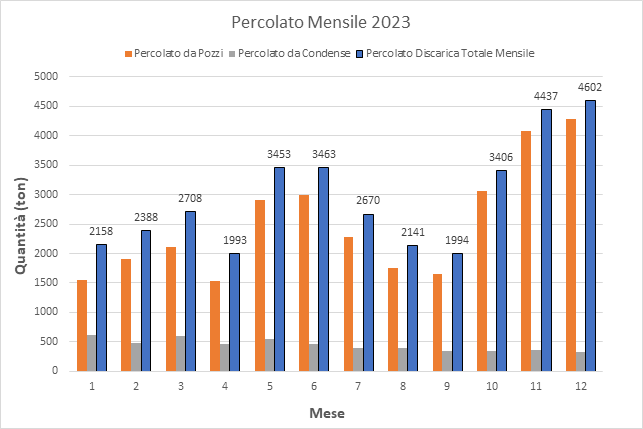 Percolato Mensile 2023
Percolato da Pozzi Percolato da Condense Percolato Discarica Totale Mensile
5000
4500
4000
3500
3000
2500
2000
1500
1000
500
0
Quantità (ton)
2158 2388 2708 1993 3453 3463 2670 2141 1994 3406 4437 4602
1 2 3 4 5 6 7 8 9 10 11 12
Mese